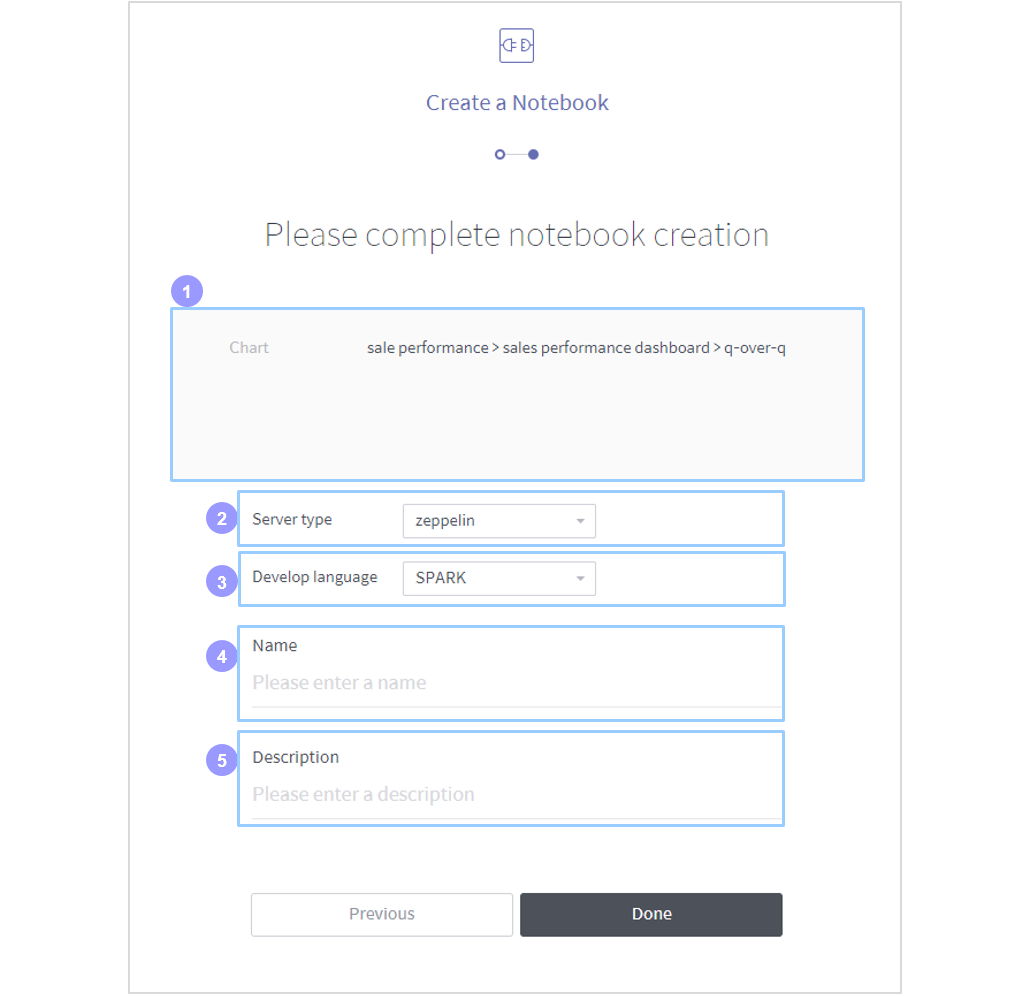 Create a Notebook
Please complete notebook creation
1
Chart sale performance > sales performance dashboard > q-over-q
2 Server type zeppelin
3 Develop language SPARK
4 Name
Please enter a name
5 Description
Please enter a description
Previous Done